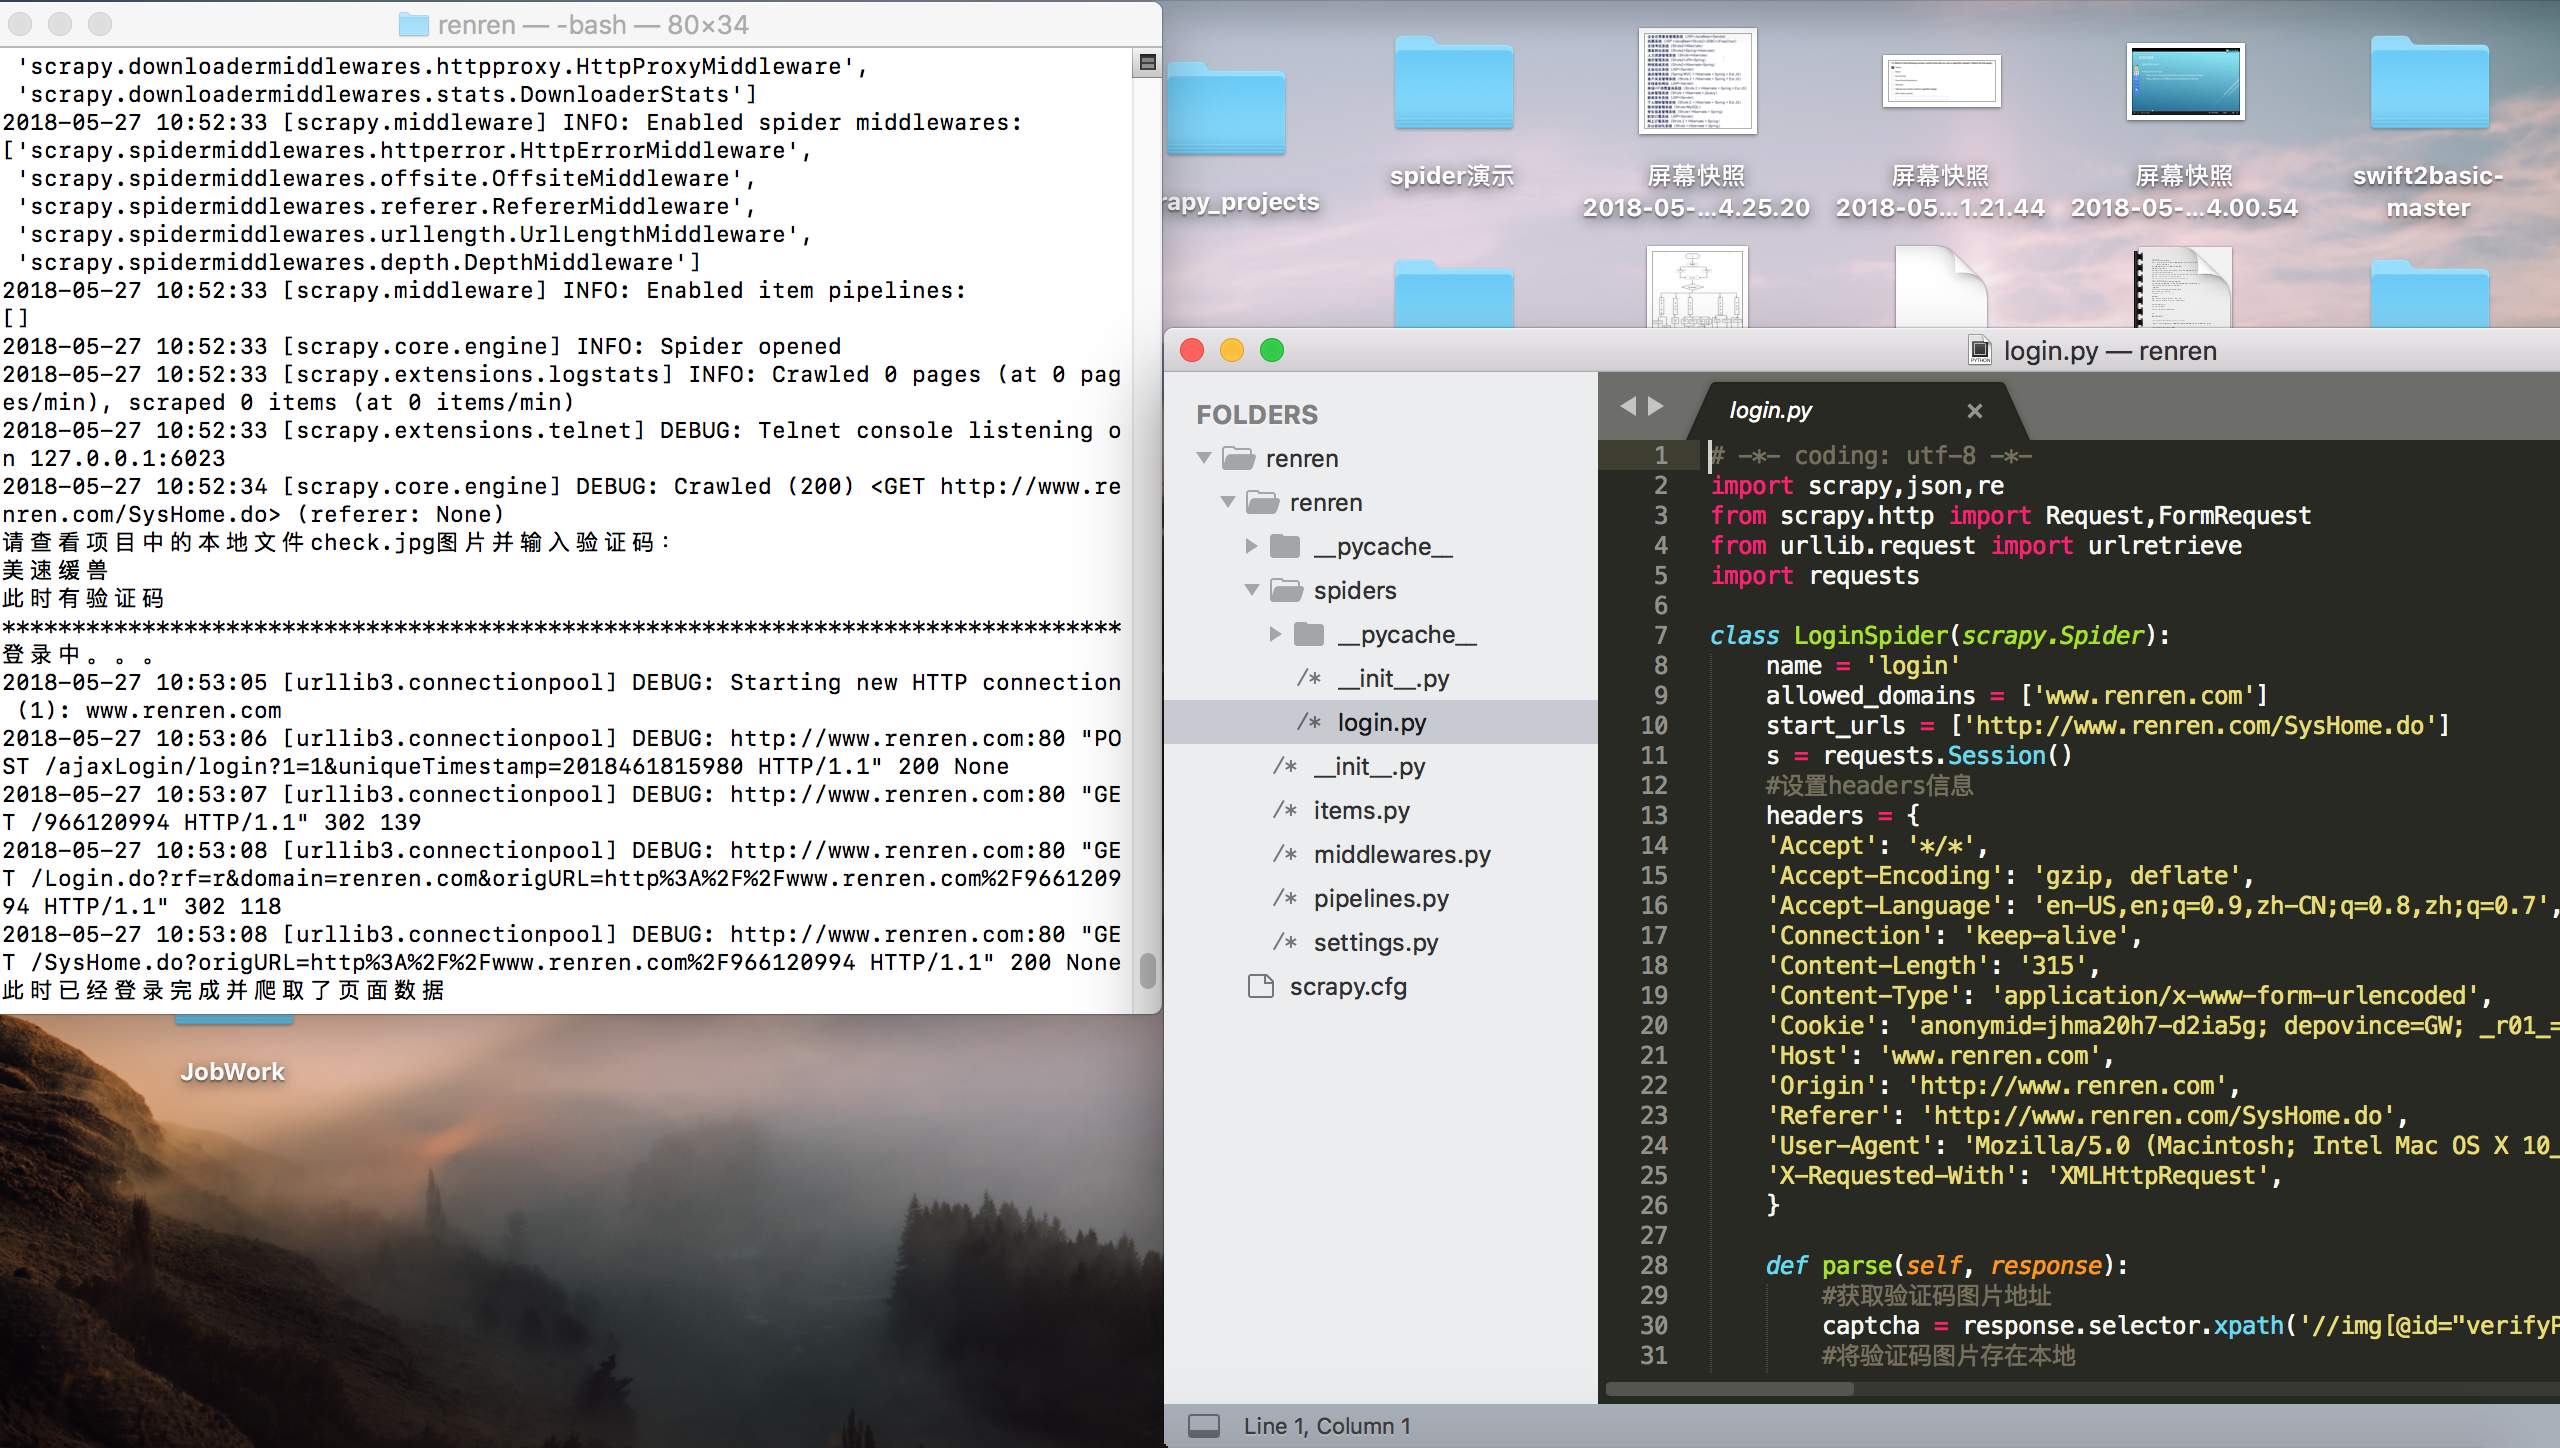 renren — -bash — 80×34
 'scrapy.downloadermiddlewares.httpproxy.HttpProxyMiddleware',
 'scrapy.downloadermiddlewares.stats.DownloaderStats']
2018-05-27 10:52:33 [scrapy.middleware] INFO: Enabled spider middlewares:
['scrapy.spidermiddlewares.httperror.HttpErrorMiddleware',
 'scrapy.spidermiddlewares.offsite.OffsiteMiddleware',
 'scrapy.spidermiddlewares.referer.RefererMiddleware',
 'scrapy.spidermiddlewares.urllength.UrlLengthMiddleware',
 'scrapy.spidermiddlewares.depth.DepthMiddleware']
2018-05-27 10:52:33 [scrapy.middleware] INFO: Enabled item pipelines:
[]
2018-05-27 10:52:33 [scrapy.core.engine] INFO: Spider opened
2018-05-27 10:52:33 [scrapy.extensions.logstats] INFO: Crawled 0 pages (at 0 pag
es/min), scraped 0 items (at 0 items/min)
2018-05-27 10:52:33 [scrapy.extensions.telnet] DEBUG: Telnet console listening o
n 127.0.0.1:6023
2018-05-27 10:52:34 [scrapy.core.engine] DEBUG: Crawled (200) <GET http://www.re
nren.com/SysHome.do> (referer: None)
请查看项目中的本地文件check.jpg图片并输入验证码：
美速缓兽
此时有验证码
********************************************************************************
登录中。。。
2018-05-27 10:53:05 [urllib3.connectionpool] DEBUG: Starting new HTTP connection
 (1): www.renren.com
2018-05-27 10:53:06 [urllib3.connectionpool] DEBUG: http://www.renren.com:80 "PO
ST /ajaxLogin/login?1=1&uniqueTimestamp=2018461815980 HTTP/1.1" 200 None
2018-05-27 10:53:07 [urllib3.connectionpool] DEBUG: http://www.renren.com:80 "GE
T /966120994 HTTP/1.1" 302 139
2018-05-27 10:53:08 [urllib3.connectionpool] DEBUG: http://www.renren.com:80 "GE
T /Login.do?rf=r&domain=renren.com&origURL=http%3A%2F%2Fwww.renren.com%2F9661209
94 HTTP/1.1" 302 118
2018-05-27 10:53:08 [urllib3.connectionpool] DEBUG: http://www.renren.com:80 "GE
T /SysHome.do?origURL=http%3A%2F%2Fwww.renren.com%2F966120994 HTTP/1.1" 200 None
此时已经登录完成并爬取了页面数据
JobWork
rapy_projects
spider演示
屏幕快照
2018-05-...4.25.20
屏幕快照
2018-05...1.21.44
屏幕快照
2018-05-...4.00.54
swift2basic-
master
login.py — renren
FOLDERS
renren
renren
__pycache__
spiders
__pycache__
/* __init__.py
/* login.py
/* __init__.py
/* items.py
/* middlewares.py
/* pipelines.py
/* settings.py
scrapy.cfg
login.py ×
1 # -*- coding: utf-8 -*-
2 import scrapy,json,re
3 from scrapy.http import Request,FormRequest
4 from urllib.request import urlretrieve
5 import requests
6
7 class LoginSpider(scrapy.Spider):
8 name = 'login'
9 allowed_domains = ['www.renren.com']
10 start_urls = ['http://www.renren.com/SysHome.do']
11 s = requests.Session()
12 #设置headers信息
13 headers = {
14 'Accept': '*/*',
15 'Accept-Encoding': 'gzip, deflate',
16 'Accept-Language': 'en-US,en;q=0.9,zh-CN;q=0.8,zh;q=0.7',
17 'Connection': 'keep-alive',
18 'Content-Length': '315',
19 'Content-Type': 'application/x-www-form-urlencoded',
20 'Cookie': 'anonymid=jhma20h7-d2ia5g; depovince=GW; _r01_=
21 'Host': 'www.renren.com',
22 'Origin': 'http://www.renren.com',
23 'Referer': 'http://www.renren.com/SysHome.do',
24 'User-Agent': 'Mozilla/5.0 (Macintosh; Intel Mac OS X 10_
25 'X-Requested-With': 'XMLHttpRequest',
26 }
27
28 def parse(self, response):
29 #获取验证码图片地址
30 captcha = response.selector.xpath('//img[@id="verifyP
31 #将验证码图片存在本地
Line 1, Column 1